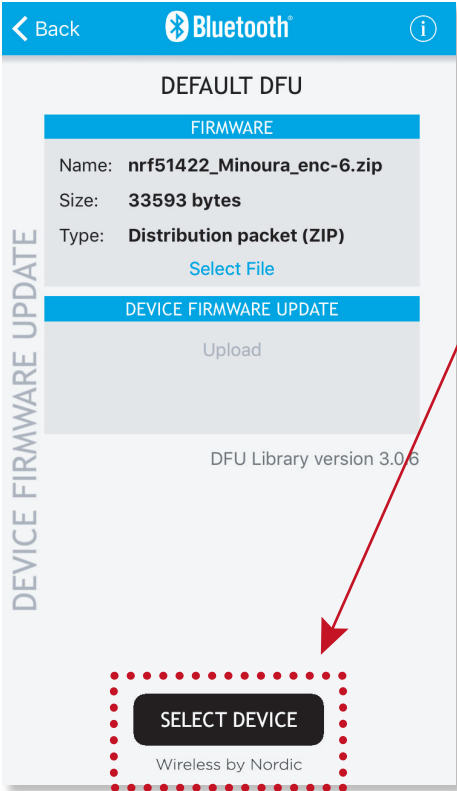 Back
Bluetooth®
i
DEFAULT DFU
FIRMWARE
Name: nrf51422_Minoura_enc-6.zip
Size: 33593 bytes
Type: Distribution packet (ZIP)
Select File
DEVICE FIRMWARE UPDATE
Upload
DFU Library version 3.0.6
DEVICE FIRMWARE UPDATE
SELECT DEVICE
Wireless by Nordic